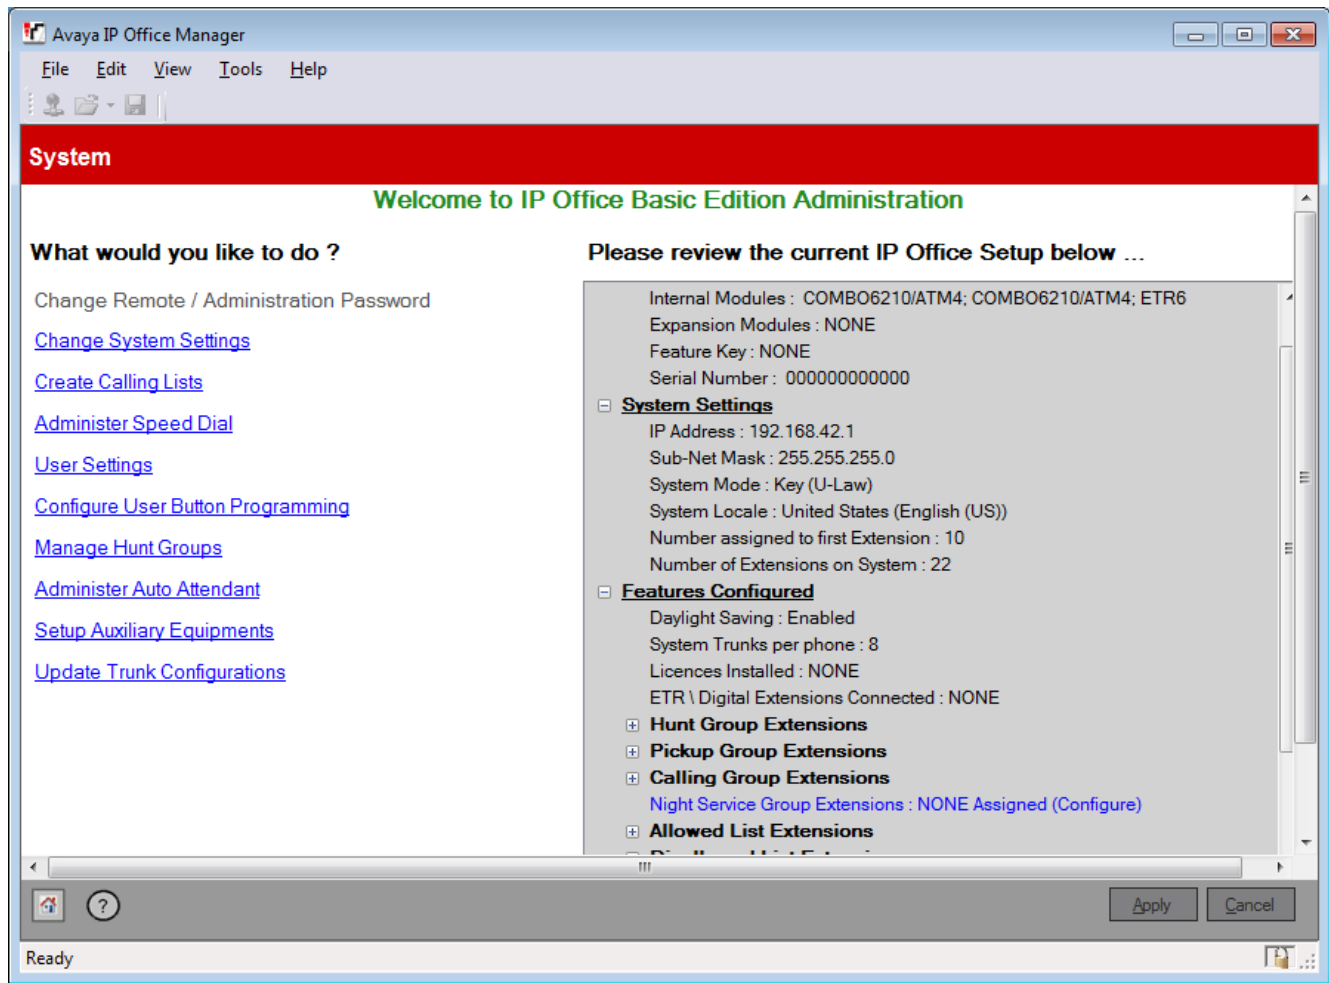 Avaya IP Office Manager
File Edit View Tools Help
System
Welcome to IP Office Basic Edition Administration
What would you like to do ?
Change Remote / Administration Password
Change System Settings
Create Calling Lists
Administer Speed Dial
User Settings
Configure User Button Programming
Manage Hunt Groups
Administer Auto Attendant
Setup Auxiliary Equipments
Update Trunk Configurations
Please review the current IP Office Setup below ...
Internal Modules : COMBO6210/ATM4; COMBO6210/ATM4; ETR6
Expansion Modules : NONE
Feature Key : NONE
Serial Number : 000000000000
System Settings
IP Address : 192.168.42.1
Sub-Net Mask : 255.255.255.0
System Mode : Key (U-Law)
System Locale : United States (English (US))
Number assigned to first Extension : 10
Number of Extensions on System : 22
Features Configured
Daylight Saving : Enabled
System Trunks per phone : 8
Licences Installed : NONE
ETR \ Digital Extensions Connected : NONE
Hunt Group Extensions
Pickup Group Extensions
Calling Group Extensions
Night Service Group Extensions : NONE Assigned (Configure)
Allowed List Extensions
Apply Cancel
Ready